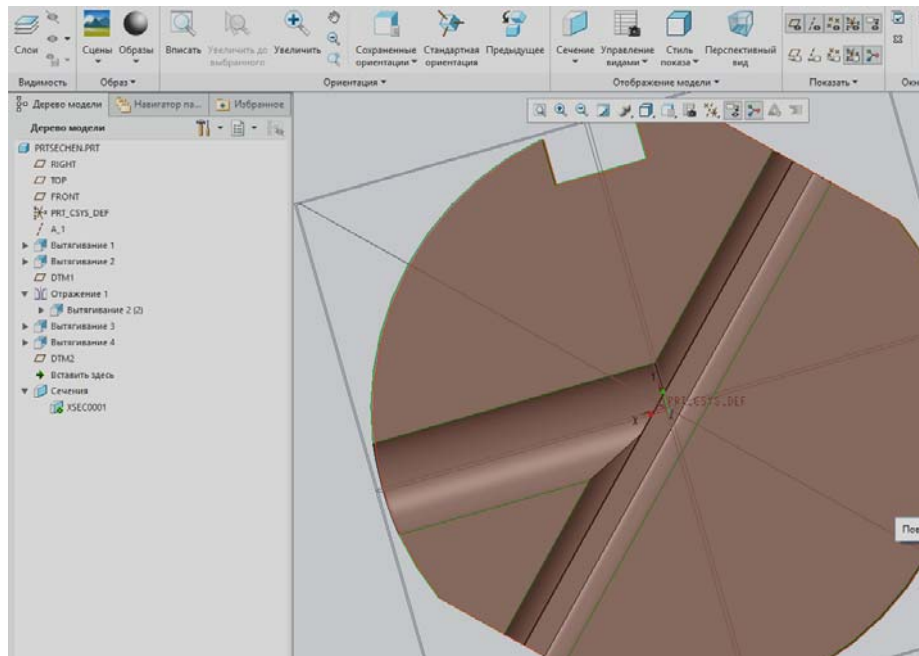 Слои
Сцены
Образы
Вписать
Увеличить до
выбранного
Увеличить
Сохраненные
ориентации
Стандартная
ориентация
Предыдущее
Сечение
Управление
видами
Стиль
показа
Перспективный
вид
Видимость
Образ
Ориентация
Отображение модели
Показать
Окн
Дерево модели
Навигатор па...
Избранное
Дерево модели
PRTSECHEN.PRT
RIGHT
TOP
FRONT
PRT_CSYS_DEF
A_1
Вытягивание 1
Вытягивание 2
DTM1
Отражение 1
Вытягивание 2 (2)
Вытягивание 3
Вытягивание 4
DTM2
Вставить здесь
Сечения
XSEC0001
Y
PRT_CSYS_DEF
X
Z
Пов